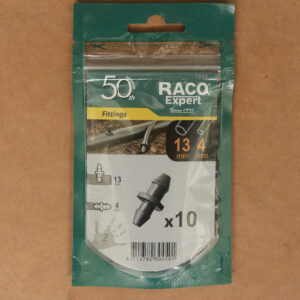 50th
RACO
Expert
Since 1951
Fittings
13 4
mm mm
13
4
x10